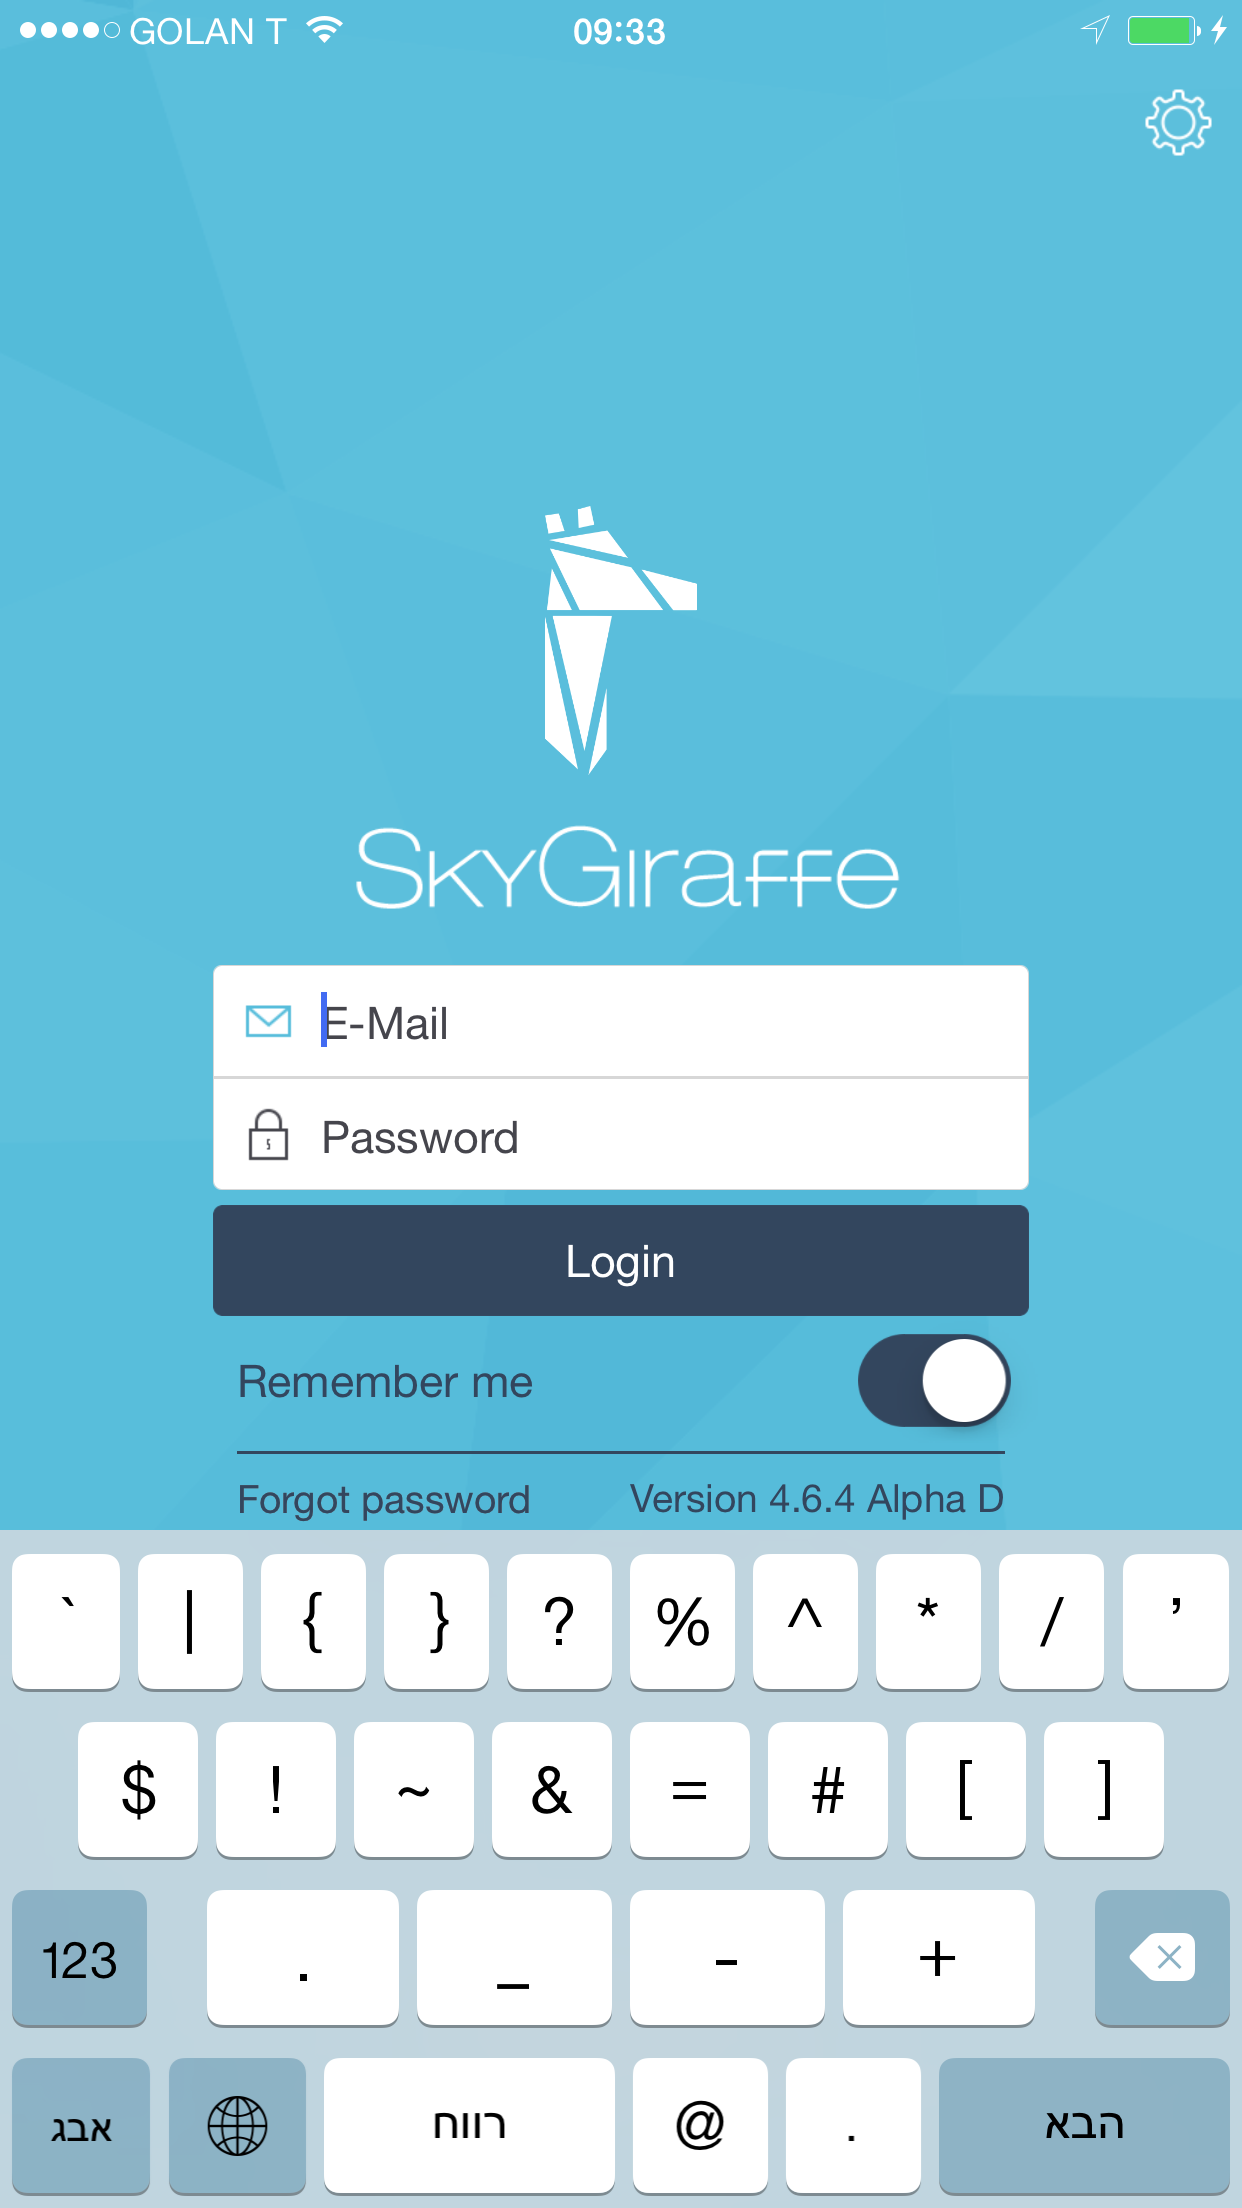 GOLAN T 09:33
SKYGIRAFFE
E-Mail
Password
Login
Remember me
Forgot password Version 4.6.4 Alpha D
` | { } ? % ^ * / ’
$ ! ~ & = # [ ]
123 . _ - +
אבג רווח @ . הבא